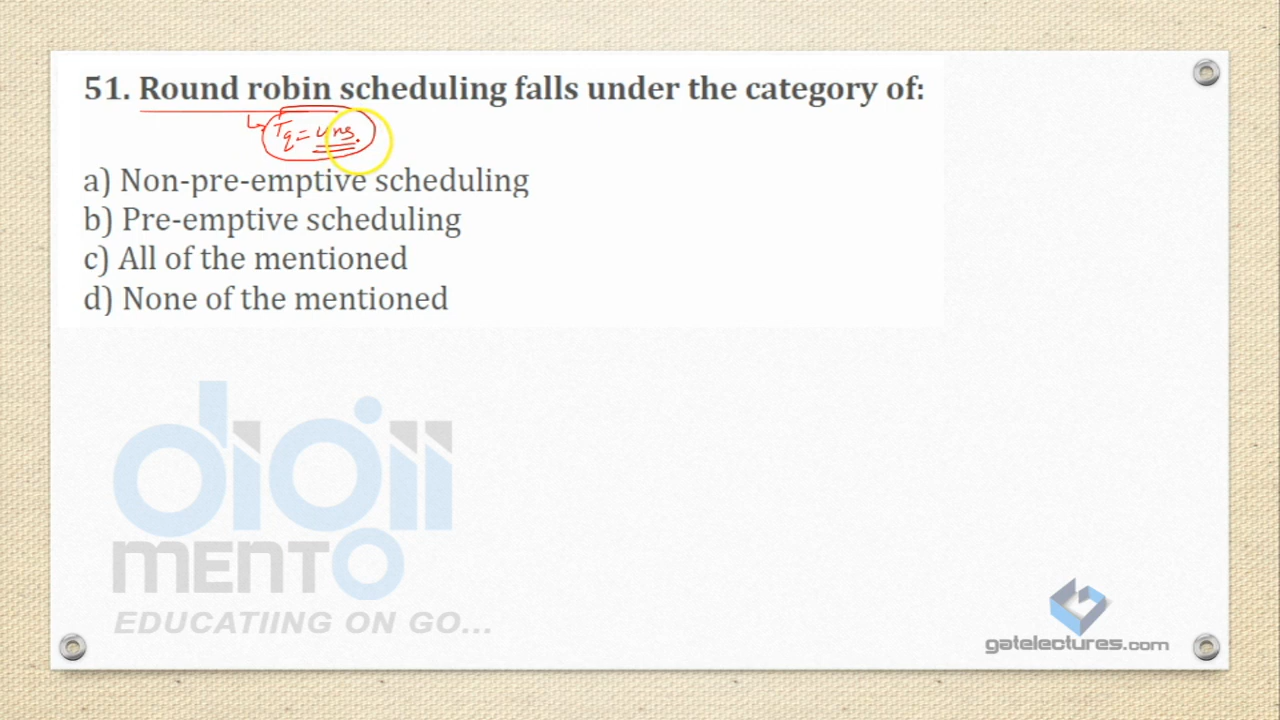 51. Round robin scheduling falls under the category of:
Tq = 4ns.
a) Non-pre-emptive scheduling
b) Pre-emptive scheduling
c) All of the mentioned
d) None of the mentioned
digii
MENTO
EDUCATIING ON GO...
gatelectures.com